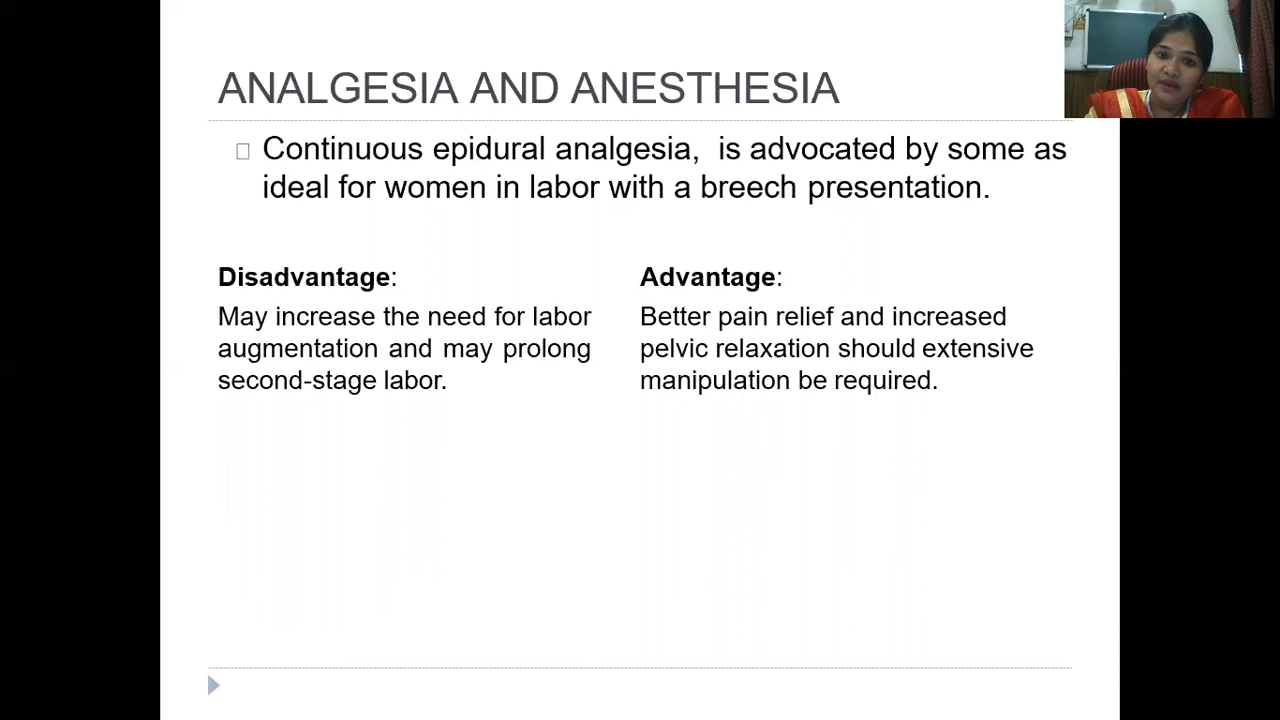 ANALGESIA AND ANESTHESIA
Continuous epidural analgesia,  is advocated by some as
ideal for women in labor with a breech presentation.
Disadvantage:
May increase the need for labor
augmentation and may prolong
second-stage labor.
Advantage:
Better pain relief and increased
pelvic relaxation should extensive
manipulation be required.